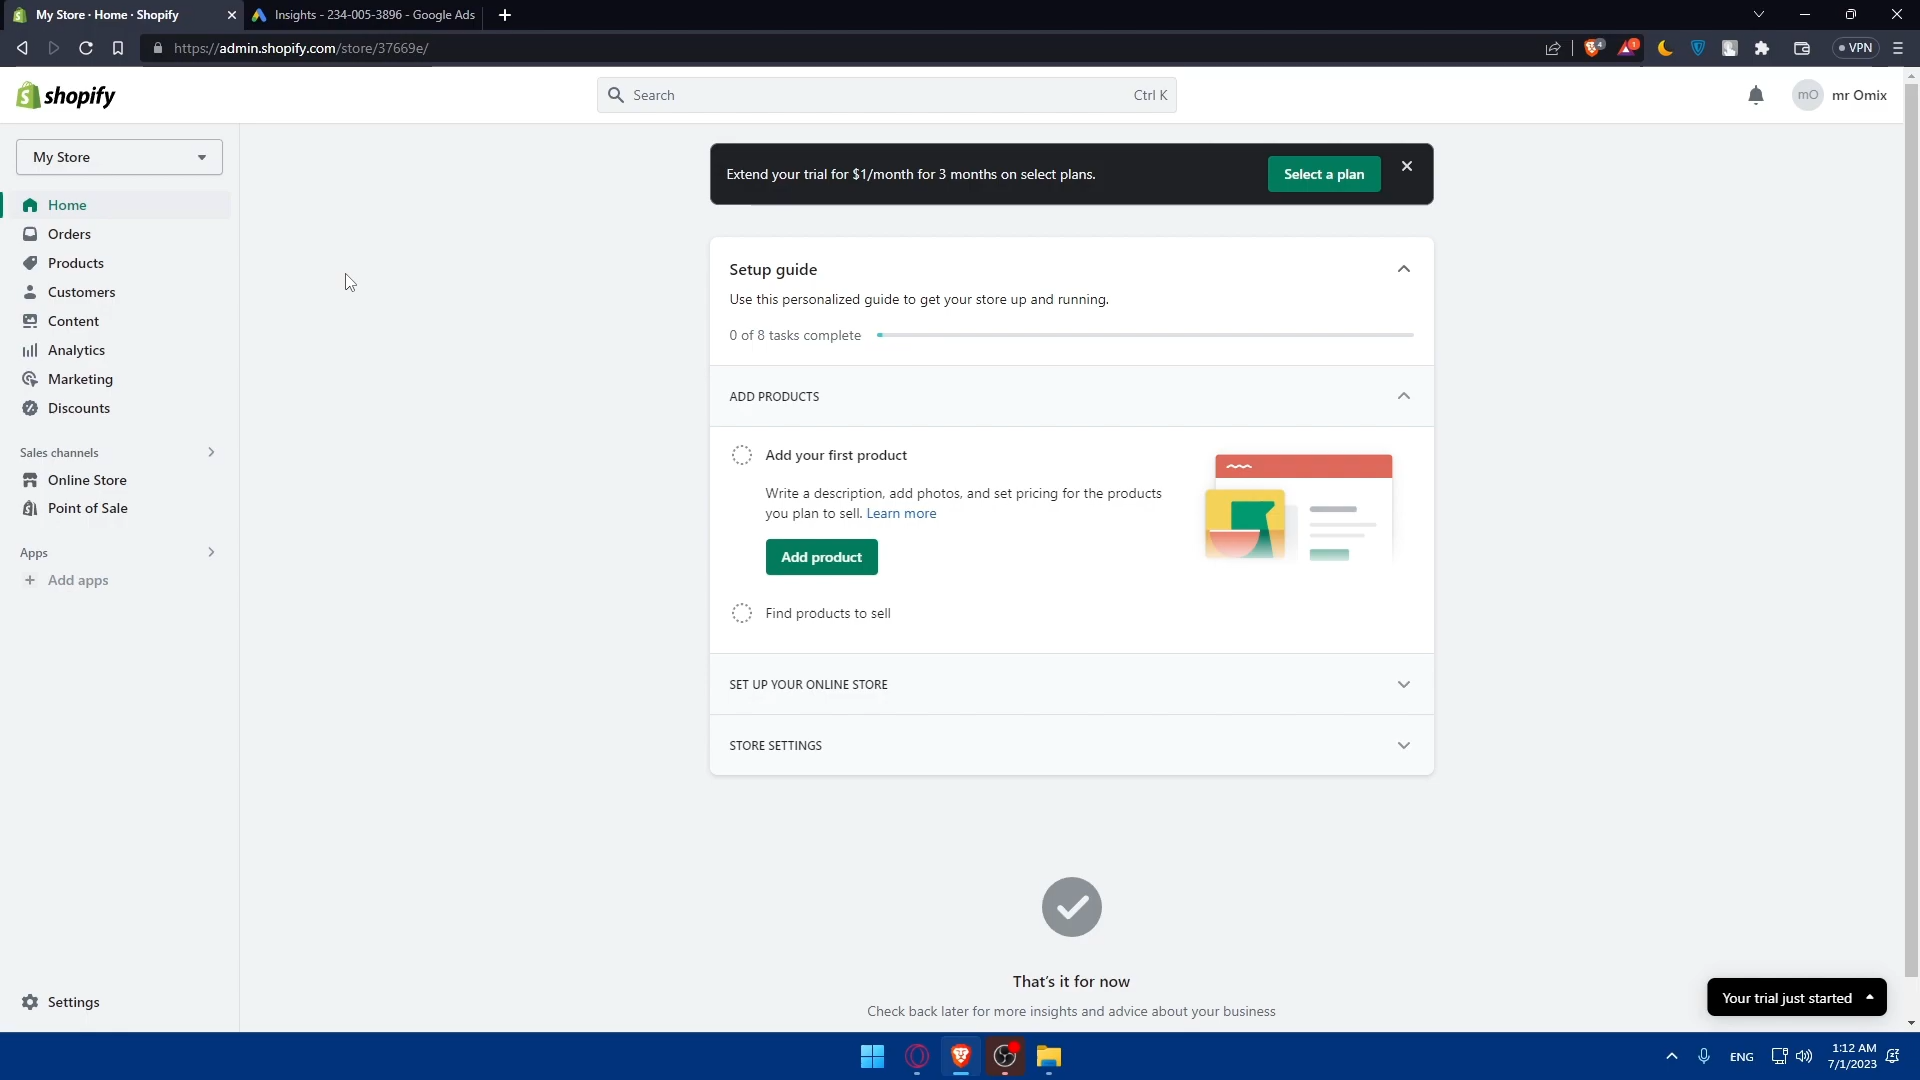 My Store · Home · Shopify
Insights - 234-005-3896 - Google Ads
https://admin.shopify.com/store/37669e/
4
1
VPN
shopify
Search
Ctrl K
mO
mr Omix
My Store
Home
Orders
Products
Customers
Content
Analytics
Marketing
Discounts
Sales channels
Online Store
Point of Sale
Apps
Add apps
Settings
Extend your trial for $1/month for 3 months on select plans.
Select a plan
Setup guide
Use this personalized guide to get your store up and running.
0 of 8 tasks complete
ADD PRODUCTS
Add your first product
Write a description, add photos, and set pricing for the products
you plan to sell. Learn more
Add product
Find products to sell
SET UP YOUR ONLINE STORE
STORE SETTINGS
That's it for now
Check back later for more insights and advice about your business
Your trial just started
ENG
1:12 AM
7/1/2023